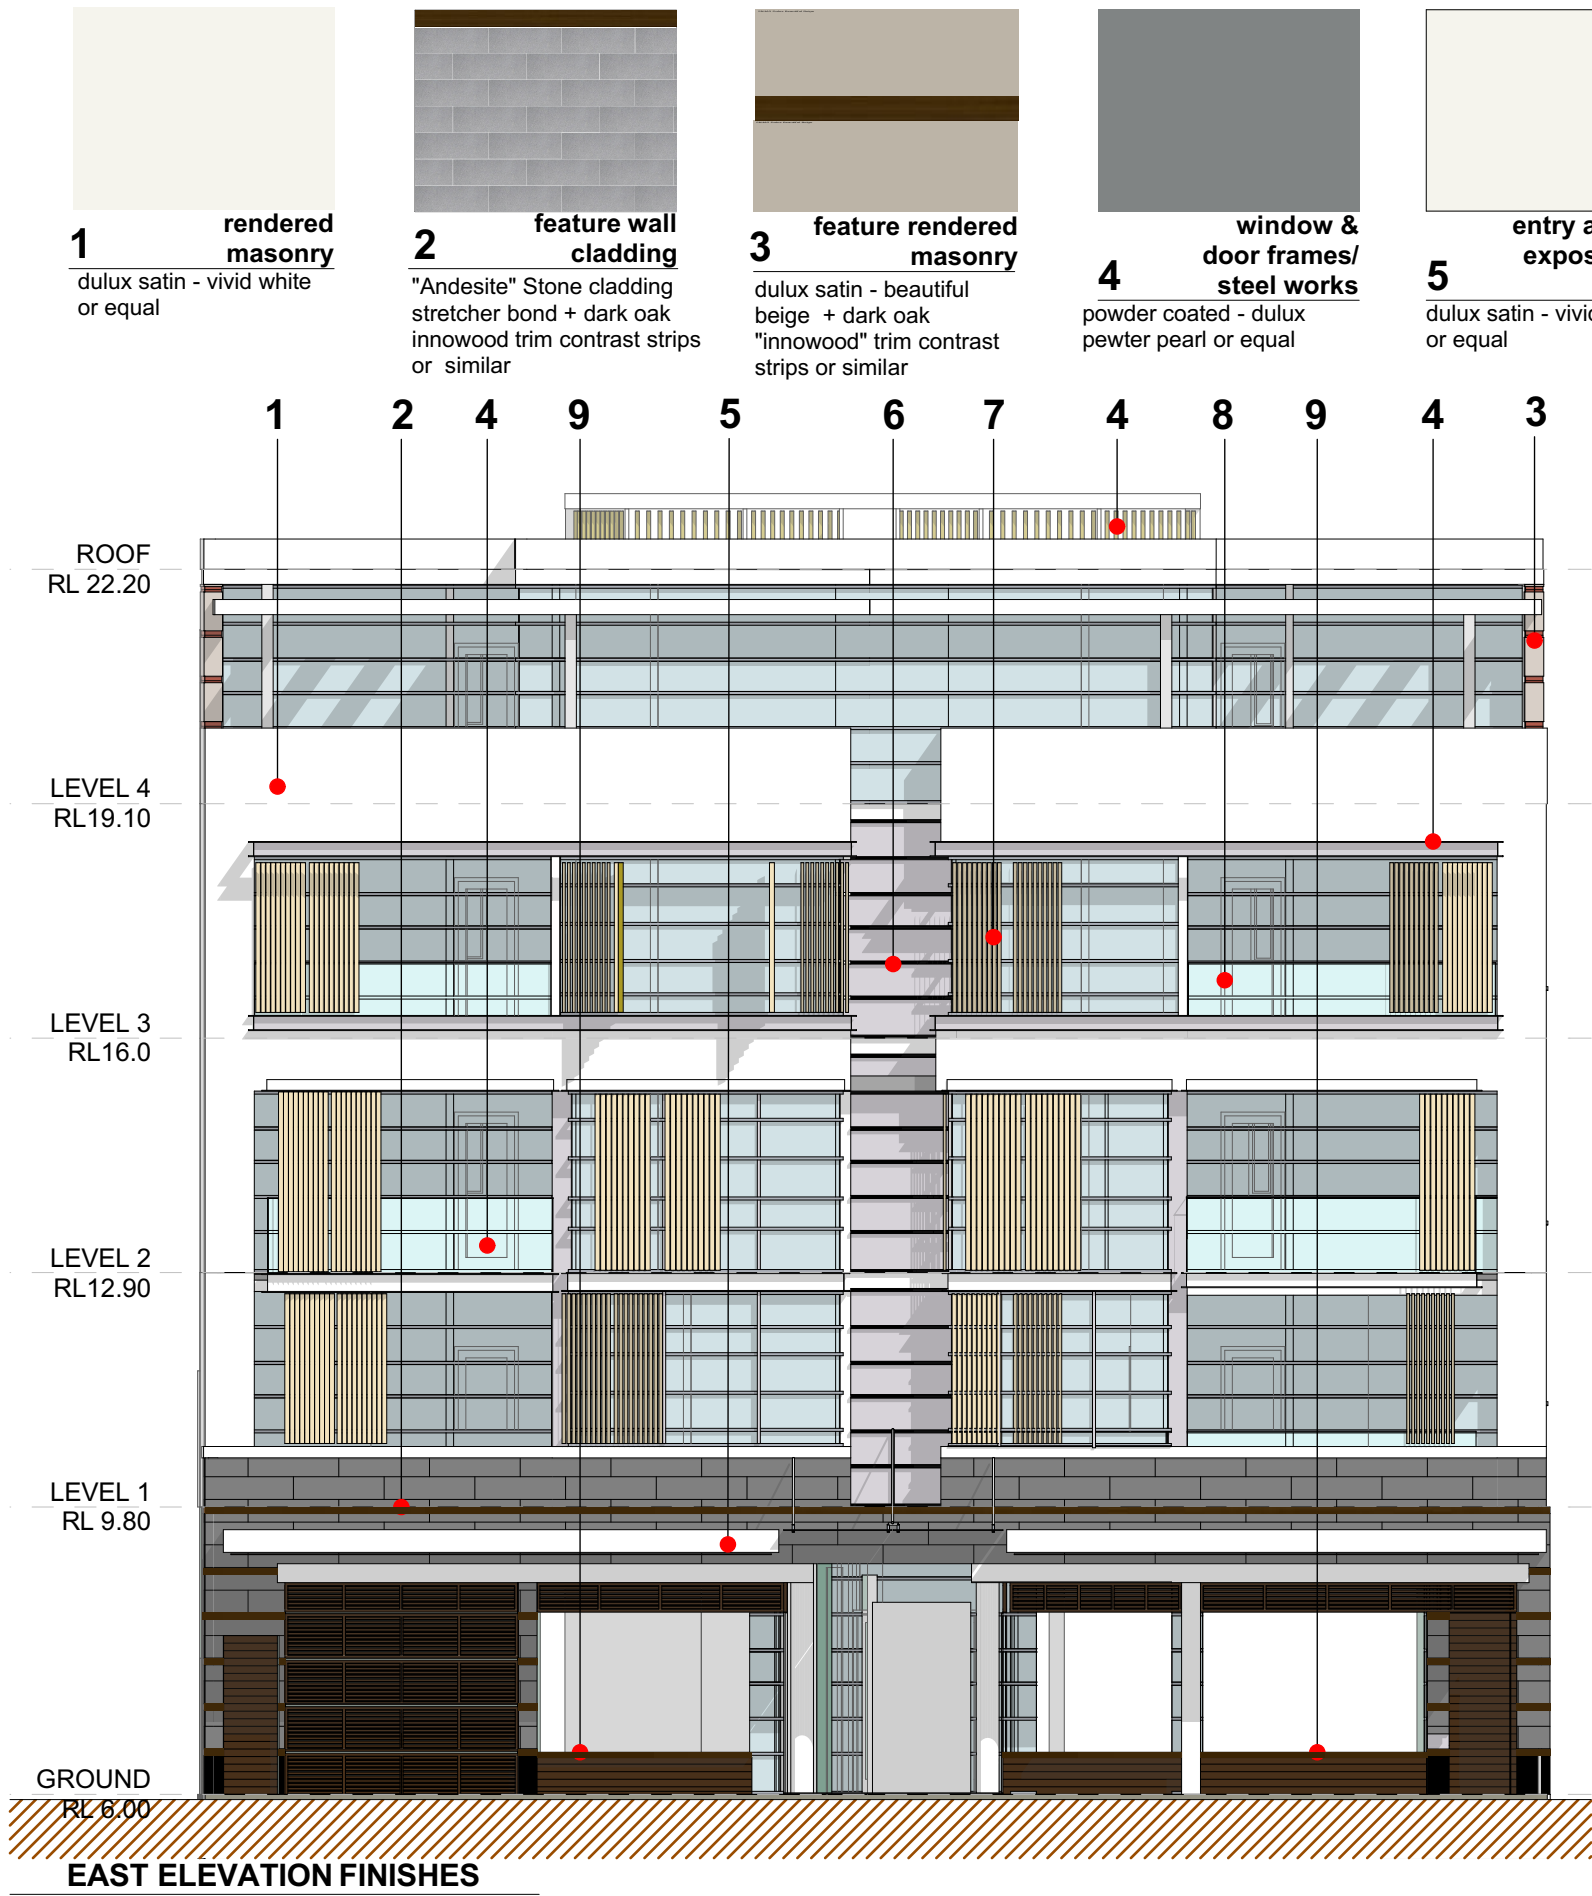 1
rendered
masonry
dulux satin - vivid white
or equal
2
feature wall
cladding
"Andesite" Stone cladding
stretcher bond + dark oak
innowood trim contrast strips
or similar
3
feature rendered
masonry
dulux satin - beautiful
beige + dark oak
"innowood" trim contrast
strips or similar
4
window &
door frames/
steel works
powder coated - dulux
pewter pearl or equal
5
entry
dulux satin -
or equal
1 2 4 9 5 6 7 4 8 9 4 3
ROOF
RL 22.20
LEVEL 4
RL19.10
LEVEL 3
RL16.0
LEVEL 2
RL12.90
LEVEL 1
RL 9.80
GROUND
RL 6.00
EAST ELEVATION FINISHES